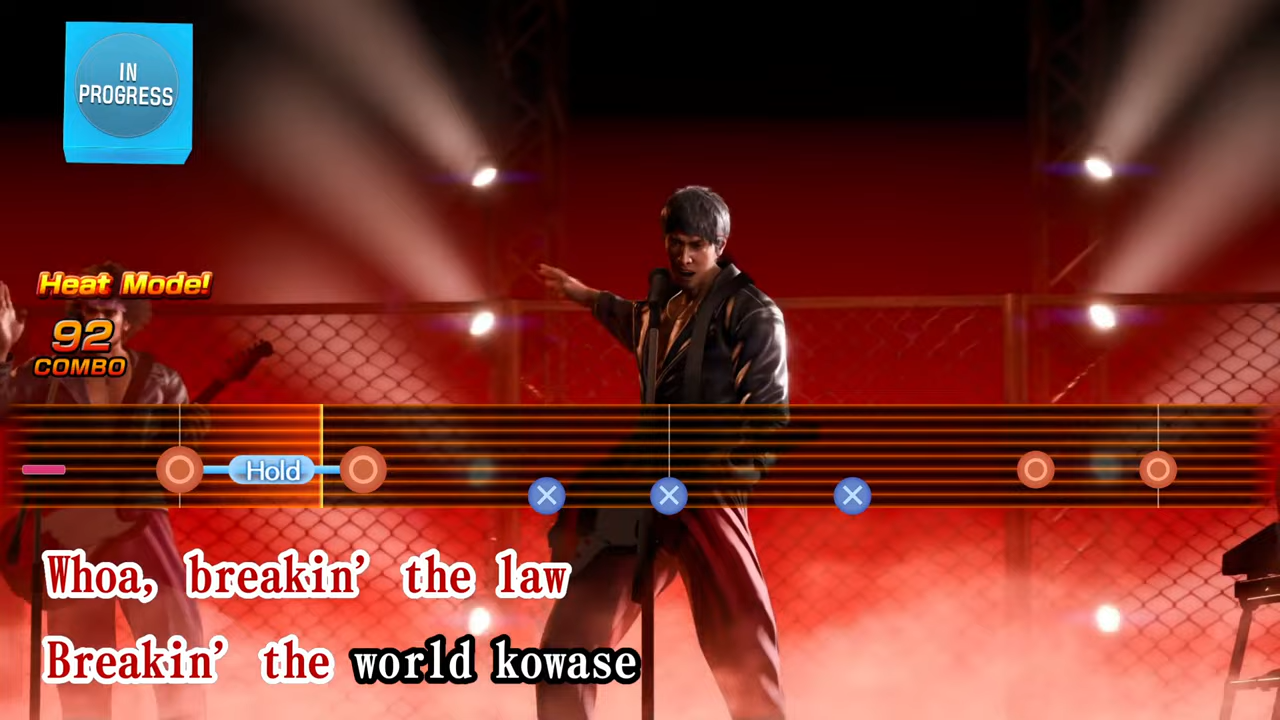 IN
PROGRESS
Heat Mode!
92
COMBO
Hold
Whoa, breakin' the law
Breakin' the world kowase